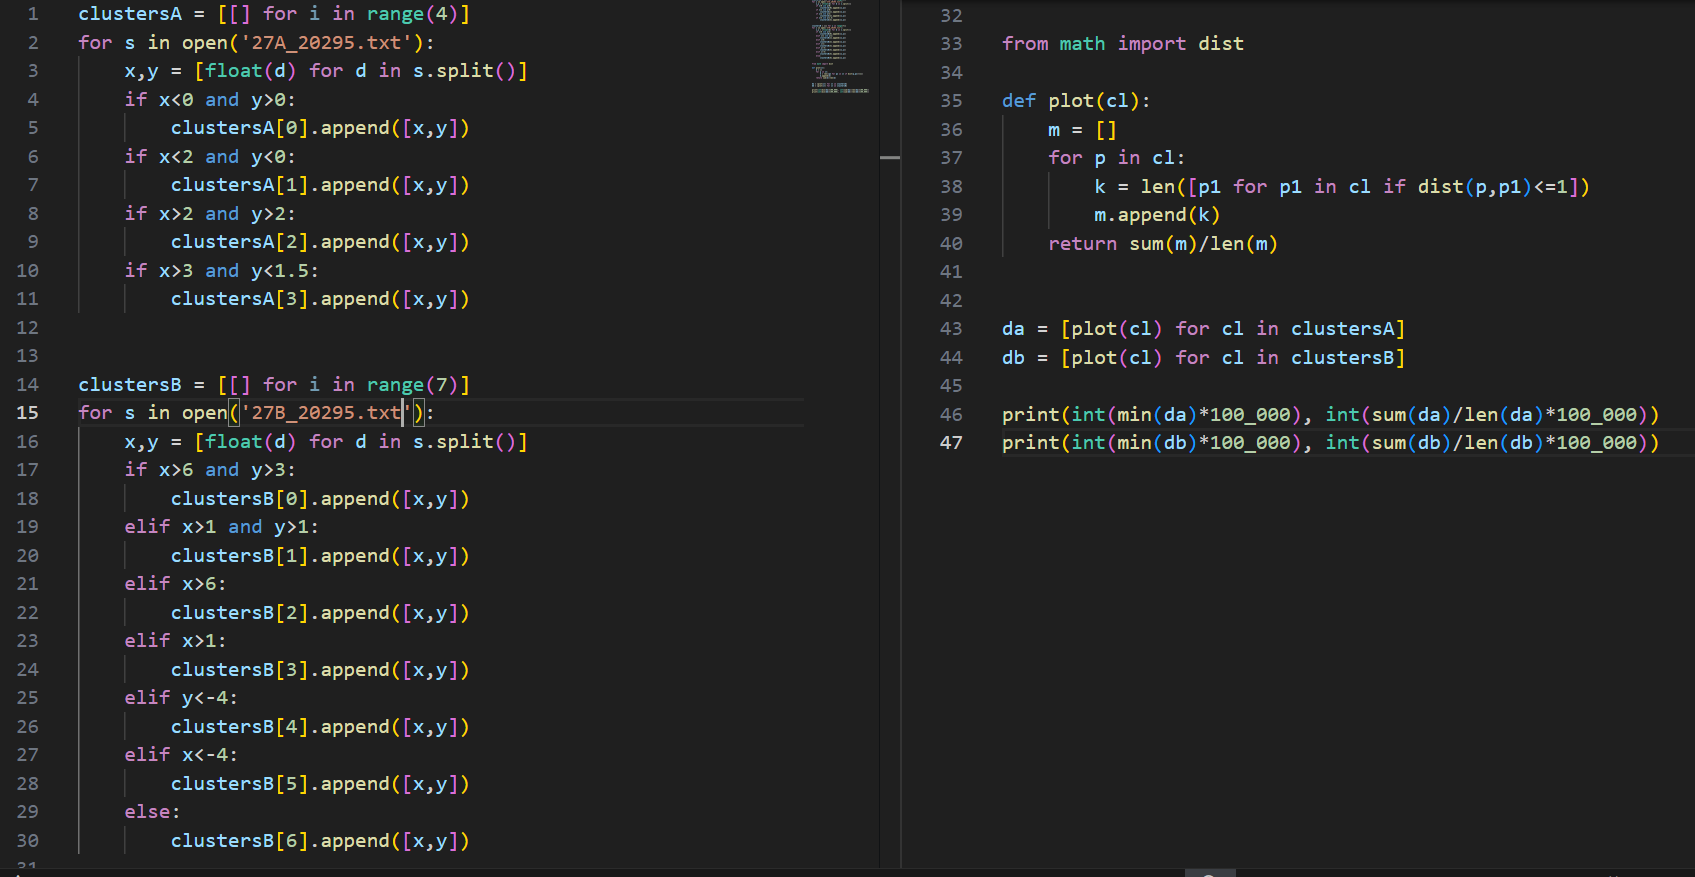 1 clustersA = [[] for i in range(4)]
2 for s in open('27A_20295.txt'):
3     x,y = [float(d) for d in s.split()]
4     if x<0 and y>0:
5         clustersA[0].append([x,y])
6     if x<2 and y<0:
7         clustersA[1].append([x,y])
8     if x>2 and y>2:
9         clustersA[2].append([x,y])
10     if x>3 and y<1.5:
11         clustersA[3].append([x,y])
12
13
14 clustersB = [[] for i in range(7)]
15 for s in open('27B_20295.txt'):
16     x,y = [float(d) for d in s.split()]
17     if x>6 and y>3:
18         clustersB[0].append([x,y])
19     elif x>1 and y>1:
20         clustersB[1].append([x,y])
21     elif x>6:
22         clustersB[2].append([x,y])
23     elif x>1:
24         clustersB[3].append([x,y])
25     elif y<-4:
26         clustersB[4].append([x,y])
27     elif x<-4:
28         clustersB[5].append([x,y])
29     else:
30         clustersB[6].append([x,y])
31
32
33 from math import dist
34
35 def plot(cl):
36     m = []
37     for p in cl:
38         k = len([p1 for p1 in cl if dist(p,p1)<=1])
39         m.append(k)
40     return sum(m)/len(m)
41
42
43 da = [plot(cl) for cl in clustersA]
44 db = [plot(cl) for cl in clustersB]
45
46 print(int(min(da)*100_000), int(sum(da)/len(da)*100_000))
47 print(int(min(db)*100_000), int(sum(db)/len(db)*100_000))